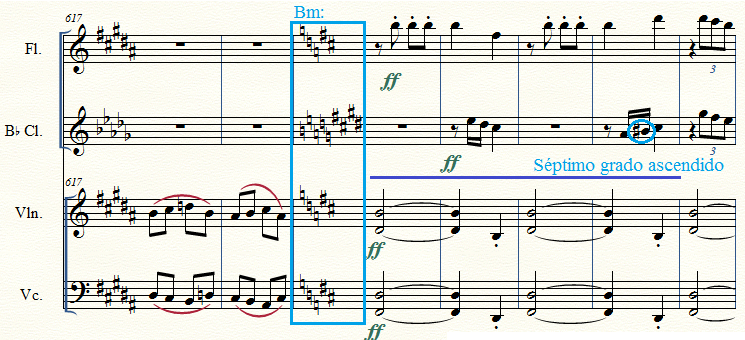 617
Bm:
Fl.
ff
3
B♭ Cl.
ff
3
Séptimo grado ascendido
617
Vln.
ff
Vc.
ff